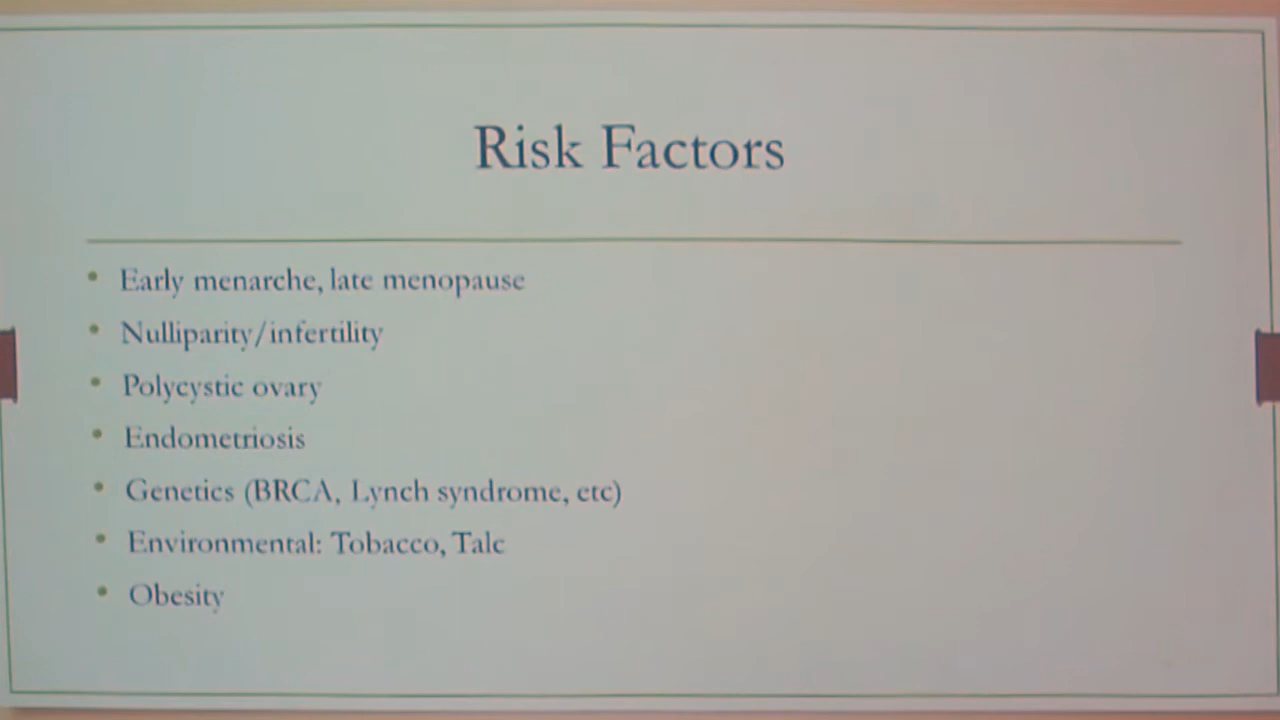 Risk Factors
Early menarche, late menopause
Nulliparity/infertility
Polycystic ovary
Endometriosis
Genetics (BRCA, Lynch syndrome, etc)
Environmental: Tobacco, Talc
Obesity